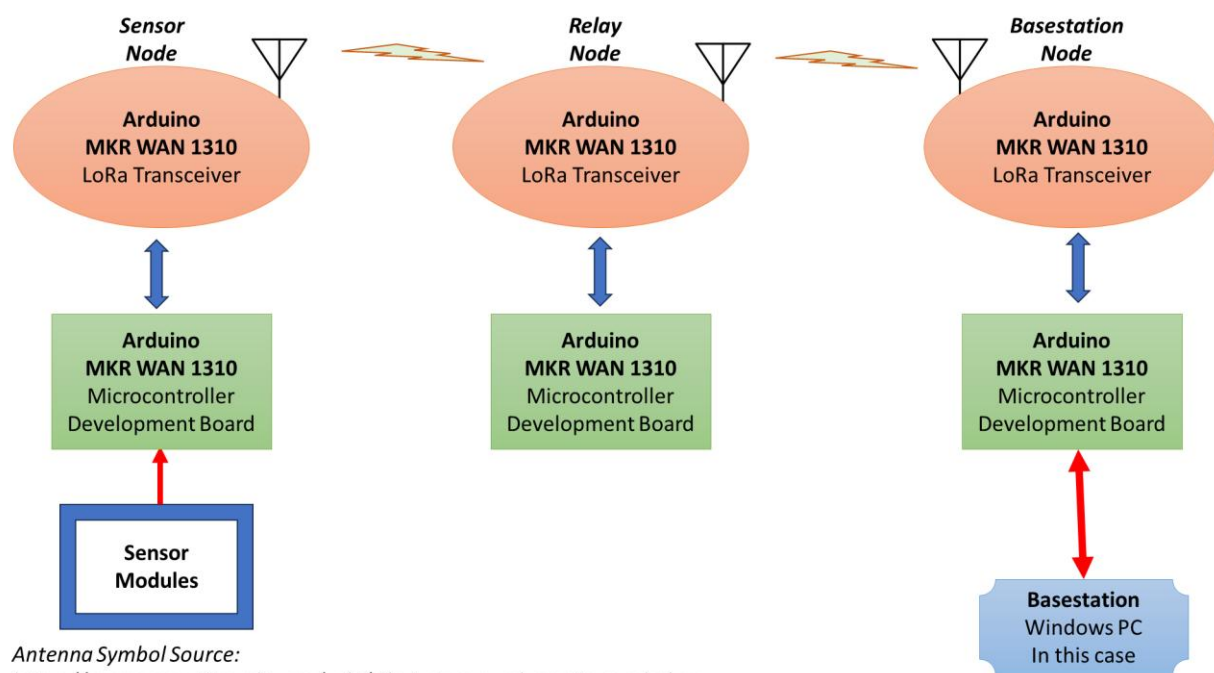 Sensor
Node
Relay
Node
Basestation
Node
Arduino
MKR WAN 1310
LoRa Transceiver
Arduino
MKR WAN 1310
LoRa Transceiver
Arduino
MKR WAN 1310
LoRa Transceiver
Arduino
MKR WAN 1310
Microcontroller
Development Board
Arduino
MKR WAN 1310
Microcontroller
Development Board
Arduino
MKR WAN 1310
Microcontroller
Development Board
Sensor
Modules
Basestation
Windows PC
In this case
Antenna Symbol Source: